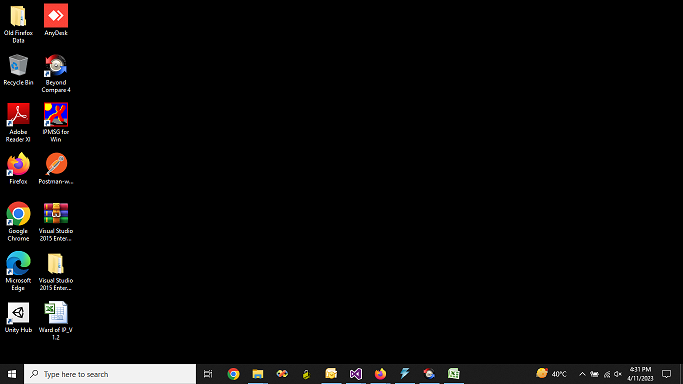 Old Firefox
Data
AnyDesk
Recycle Bin
Beyond
Compare 4
Adobe
Reader XI
IPMSG for
Win
Firefox
Postman-w...
Google
Chrome
Visual Studio
2015 Enter...
Microsoft
Edge
Visual Studio
2015 Enter...
Unity Hub
Ward of IP_V
1.2
Type here to search
40°C
4:31 PM
4/11/2023